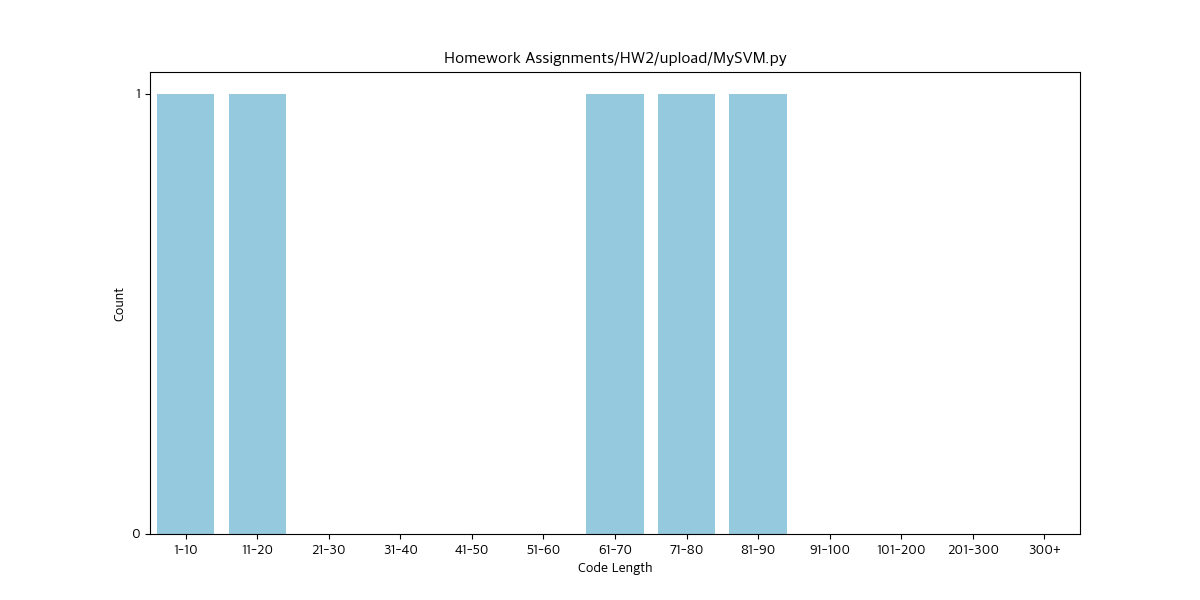 Homework Assignments/HW2/upload/MySVM.py
1
0
Count
1-10 11-20 21-30 31-40 41-50 51-60 61-70 71-80 81-90 91-100 101-200 201-300 300+
Code Length